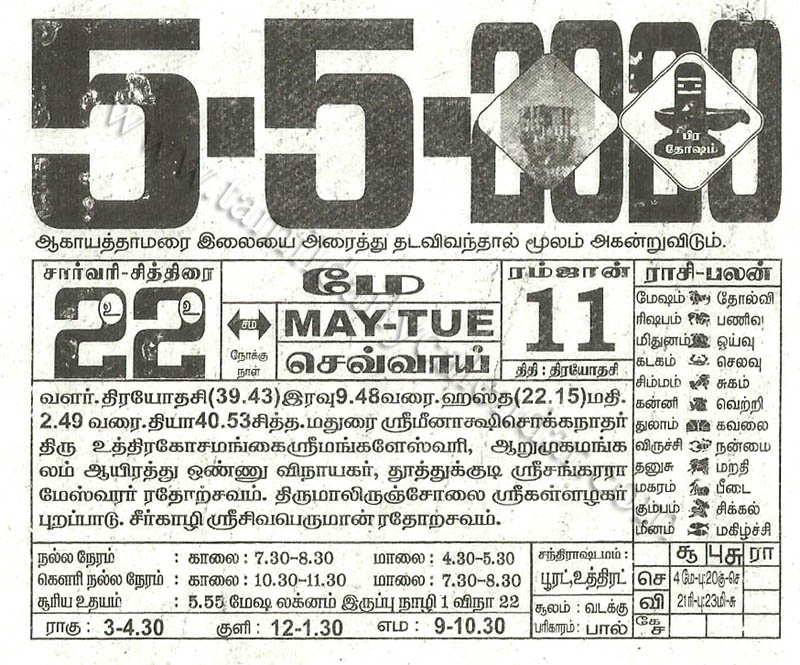 5-5-2020
பிர
தோஷம்
ஆகாயத்தாமரை இலையை அரைத்து தடவிவந்தால் மூலம் அகன்றுவிடும்.
சார்வரி-சித்திரை
22
உ உ
சம
நோக்கு
நாள்
மே
MAY-TUE
செவ்வாய்
ரம்ஜான்
11
திதி : திரயோதசி
ராசி-பலன்
மேஷம் தோல்வி
ரிஷபம் பணிவு
மிதுனம் ஓய்வு
கடகம் செலவு
சிம்மம் சுகம்
கன்னி வெற்றி
துலாம் கவலை
விருச்சி நன்மை
தனுசு மறதி
மகரம் பீடை
கும்பம் சிக்கல்
மீனம் மகிழ்ச்சி
வளர். திரயோதசி(39.43)இரவு9.48வரை.ஹஸ்த(22.15)மதி.
2.49 வரை.தியா40.53சித்த.மதுரை ஸ்ரீமீனாக்ஷிசொக்கநாதர்
திரு உத்திரகோசமங்கைஸ்ரீமங்களேஸ்வரி, ஆறுமுகமங்க
லம் ஆயிரத்து ஒண்ணு விநாயகர், தூத்துக்குடி ஸ்ரீசங்கரரா
மேஸ்வரர் ரதோற்சவம். திருமாலிருஞ்சோலை ஸ்ரீகள்ளழகர்
புறப்பாடு. சீர்காழி ஸ்ரீசிவபெருமான் ரதோற்சவம்.
நல்ல நேரம் : காலை : 7.30-8.30 மாலை : 4.30-5.30
கௌரி நல்ல நேரம் : காலை : 10.30-11.30 மாலை : 7.30-8.30
சூரிய உதயம் : 5.55 மேஷ லக்னம் இருப்பு நாழி 1 விநா 22
ராகு : 3-4.30 குளி : 12-1.30 எம : 9-10.30
சந்திராஷ்டமம் :
பூரட்,உத்திரட்
சூலம் : வடக்கு
பரிகாரம் : பால்
சூ பு சு ரா
செ 4 மே-பு:20கு-செ
வி 21ரி-பு:23மி-சு
கே
www.tamildailycalendar.com